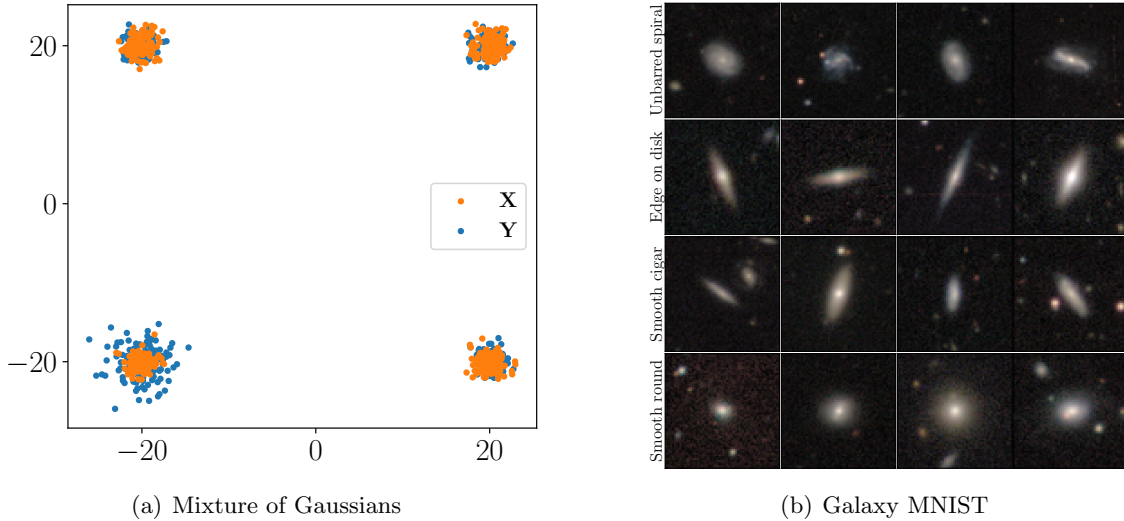 20
0
−20
−20
0
20
X
Y
(a) Mixture of Gaussians
Unbarred spiral
Edge on disk
Smooth cigar
Smooth round
(b) Galaxy MNIST